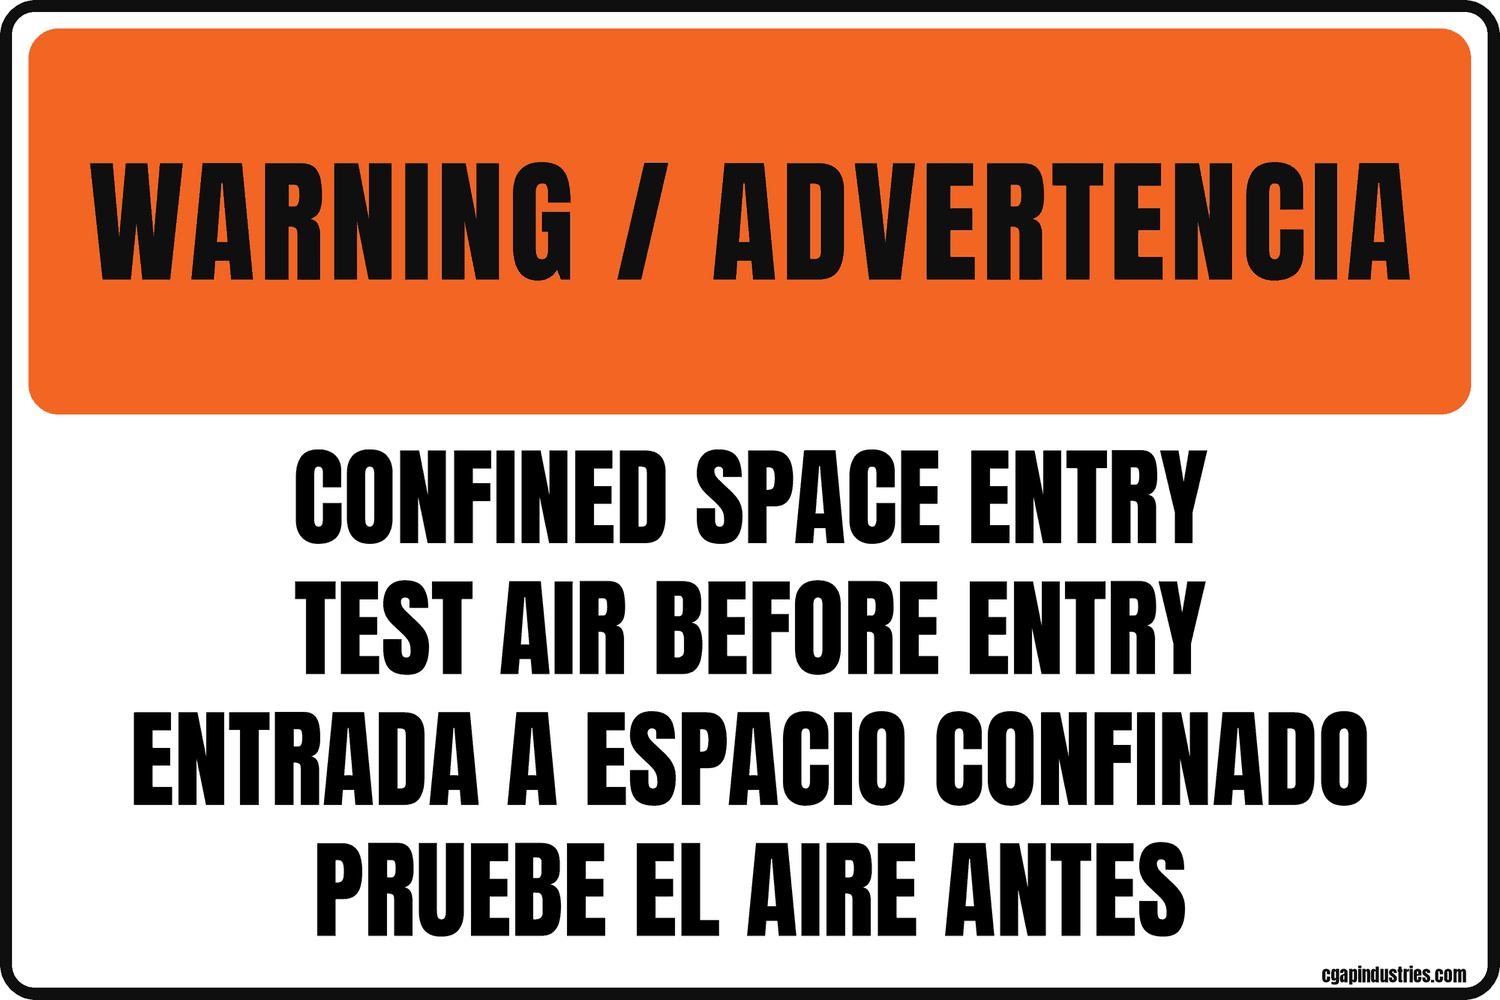 WARNING / ADVERTENCIA
CONFINED SPACE ENTRY
TEST AIR BEFORE ENTRY
ENTRADA A ESPACIO CONFINADO
PRUEBE EL AIRE ANTES
cgapindustries.com